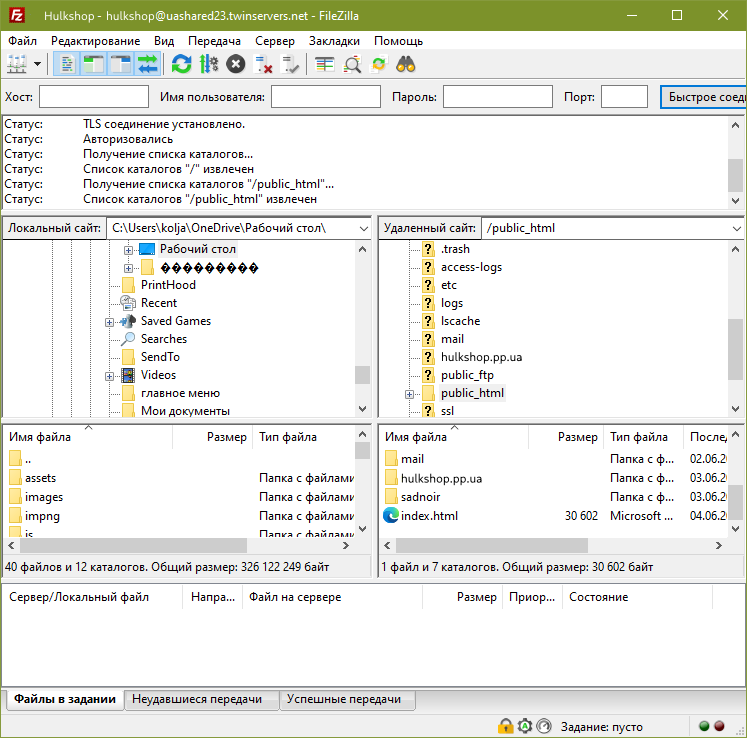 Hulkshop - hulkshop@uashared23.twinservers.net - FileZilla
Файл Редактирование Вид Передача Сервер Закладки Помощь
Хост: Имя пользователя: Пароль: Порт: Быстрое соед
Статус: TLS соединение установлено.
Статус: Авторизовались
Статус: Получение списка каталогов...
Статус: Список каталогов "/" извлечен
Статус: Получение списка каталогов "/public_html"...
Статус: Список каталогов "/public_html" извлечен
Локальный сайт: C:\Users\kolja\OneDrive\Рабочий стол\
Рабочий стол
���������
PrintHood
Recent
Saved Games
Searches
SendTo
Videos
главное меню
Мои документы
Удаленный сайт: /public_html
.trash
access-logs
etc
logs
lscache
mail
hulkshop.pp.ua
public_ftp
public_html
ssl
Имя файла Размер Тип файла
..
assets Папка с файлами
images Папка с файлами
impng Папка с файлами
js Папка с файлами
40 файлов и 12 каталогов. Общий размер: 326 122 249 байт
Имя файла Размер Тип файла Послед
mail Папка с ф... 02.06.20
hulkshop.pp.ua Папка с ф... 03.06.20
sadnoir Папка с ф... 03.06.20
index.html 30 602 Microsoft ... 04.06.20
1 файл и 7 каталогов. Общий размер: 30 602 байт
Сервер/Локальный файл Напра... Файл на сервере Размер Приор... Состояние
Файлы в задании Неудавшиеся передачи Успешные передачи
Задание: пусто